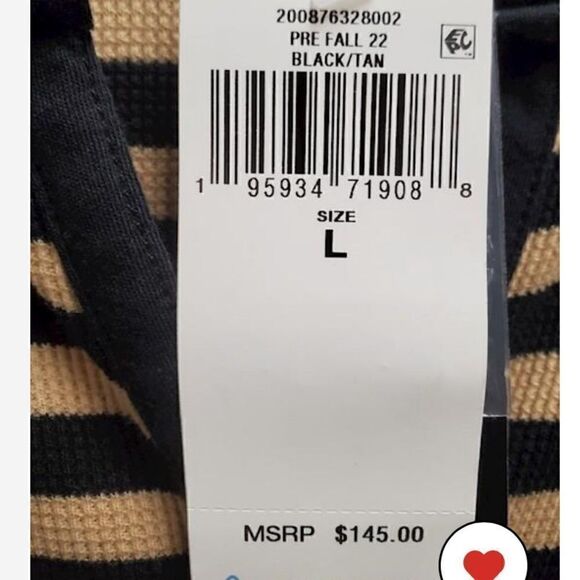 200876328002
PRE FALL 22
BLACK/TAN
1 95934 71908 8
SIZE
L
MSRP $145.00